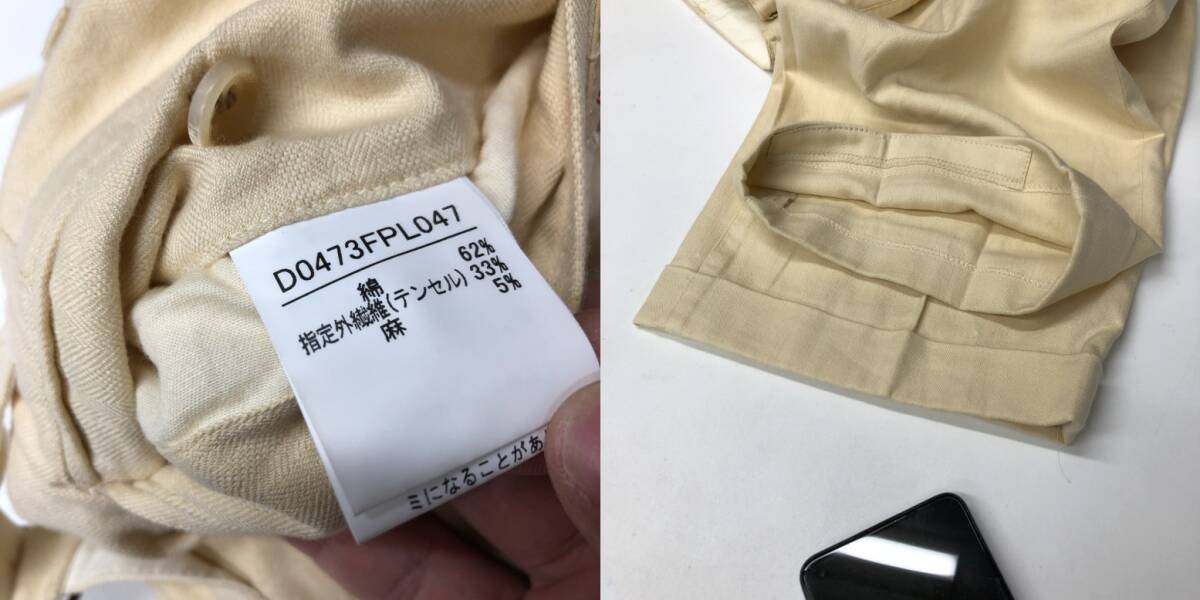 D0473FPL047
綿 62%
指定外繊維(テンセル) 33%
麻 5%
ミになることがあ